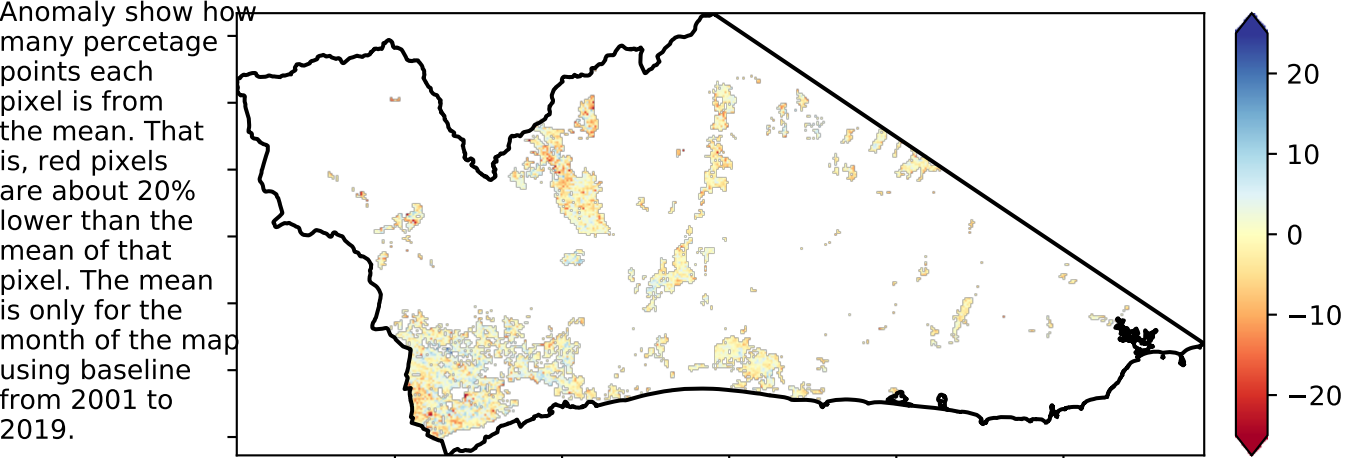 Anomaly show how
many percetage
points each
pixel is from
the mean. That
is, red pixels
are about 20%
lower than the
mean of that
pixel. The mean
is only for the
month of the map
using baseline
from 2001 to
2019.
20
10
0
−10
−20